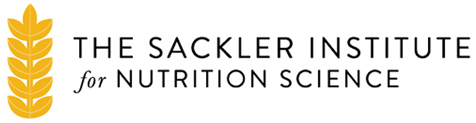 THE SACKLER INSTITUTE
for NUTRITION SCIENCE